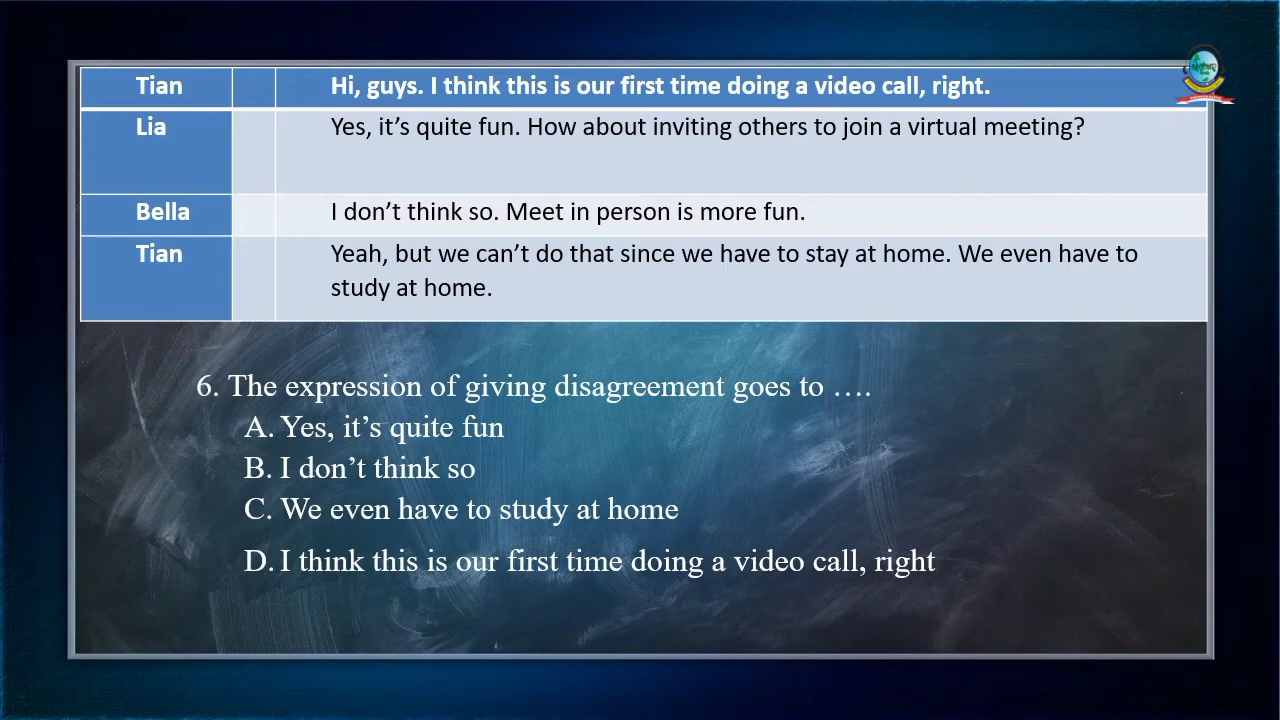 Tian Hi, guys. I think this is our first time doing a video call, right.
Lia Yes, it’s quite fun. How about inviting others to join a virtual meeting?
Bella I don’t think so. Meet in person is more fun.
Tian Yeah, but we can’t do that since we have to stay at home. We even have to
study at home.
6. The expression of giving disagreement goes to ….
A. Yes, it’s quite fun
B. I don’t think so
C. We even have to study at home
D. I think this is our first time doing a video call, right